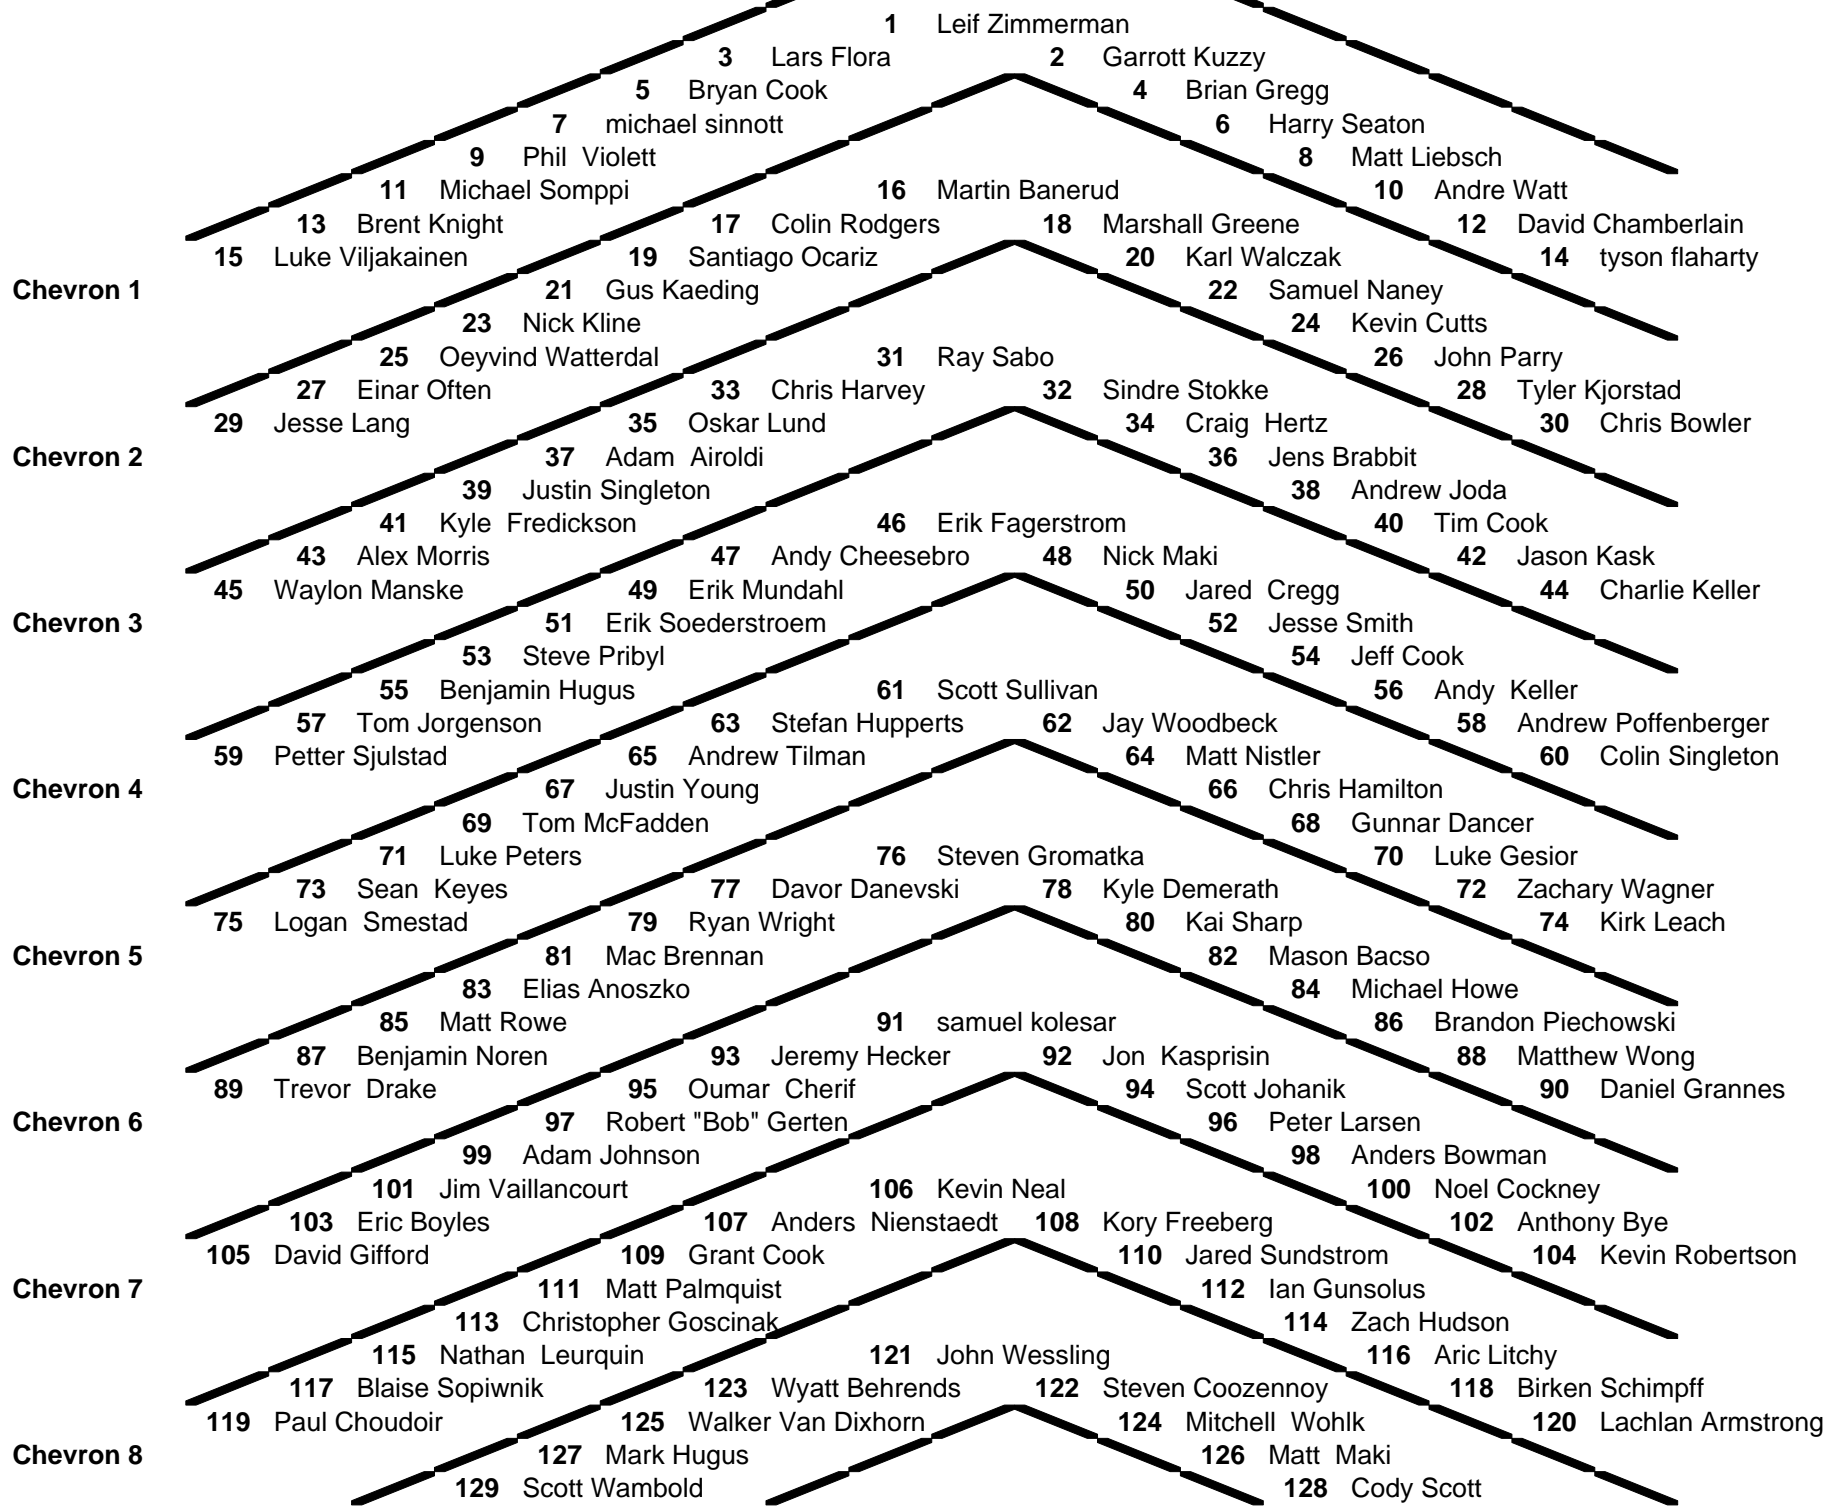 1 Leif Zimmerman
3 Lars Flora 2 Garrott Kuzzy
5 Bryan Cook 4 Brian Gregg
7 michael sinnott 6 Harry Seaton
9 Phil Violett 8 Matt Liebsch
11 Michael Somppi 16 Martin Banerud 10 Andre Watt
13 Brent Knight 17 Colin Rodgers 18 Marshall Greene 12 David Chamberlain
15 Luke Viljakainen 19 Santiago Ocariz 20 Karl Walczak 14 tyson flaharty
Chevron 1 21 Gus Kaeding 22 Samuel Naney
23 Nick Kline 24 Kevin Cutts
25 Oeyvind Watterdal 31 Ray Sabo 26 John Parry
27 Einar Often 33 Chris Harvey 32 Sindre Stokke 28 Tyler Kjorstad
29 Jesse Lang 35 Oskar Lund 34 Craig Hertz 30 Chris Bowler
Chevron 2 37 Adam Airoldi 36 Jens Brabbit
39 Justin Singleton 38 Andrew Joda
41 Kyle Fredickson 46 Erik Fagerstrom 40 Tim Cook
43 Alex Morris 47 Andy Cheesebro 48 Nick Maki 42 Jason Kask
45 Waylon Manske 49 Erik Mundahl 50 Jared Cregg 44 Charlie Keller
Chevron 3 51 Erik Soederstroem 52 Jesse Smith
53 Steve Pribyl 54 Jeff Cook
55 Benjamin Hugus 61 Scott Sullivan 56 Andy Keller
57 Tom Jorgenson 63 Stefan Hupperts 62 Jay Woodbeck 58 Andrew Poffenberger
59 Petter Sjulstad 65 Andrew Tilman 64 Matt Nistler 60 Colin Singleton
Chevron 4 67 Justin Young 66 Chris Hamilton
69 Tom McFadden 68 Gunnar Dancer
71 Luke Peters 76 Steven Gromatka 70 Luke Gesior
73 Sean Keyes 77 Davor Danevski 78 Kyle Demerath 72 Zachary Wagner
75 Logan Smestad 79 Ryan Wright 80 Kai Sharp 74 Kirk Leach
Chevron 5 81 Mac Brennan 82 Mason Bacso
83 Elias Anoszko 84 Michael Howe
85 Matt Rowe 91 samuel kolesar 86 Brandon Piechowski
87 Benjamin Noren 93 Jeremy Hecker 92 Jon Kasprisin 88 Matthew Wong
89 Trevor Drake 95 Oumar Cherif 94 Scott Johanik 90 Daniel Grannes
Chevron 6 97 Robert "Bob" Gerten 96 Peter Larsen
99 Adam Johnson 98 Anders Bowman
101 Jim Vaillancourt 106 Kevin Neal 100 Noel Cockney
103 Eric Boyles 107 Anders Nienstaedt 108 Kory Freeberg 102 Anthony Bye
105 David Gifford 109 Grant Cook 110 Jared Sundstrom 104 Kevin Robertson
Chevron 7 111 Matt Palmquist 112 Ian Gunsolus
113 Christopher Goscinak 114 Zach Hudson
115 Nathan Leurquin 121 John Wessling 116 Aric Litchy
117 Blaise Sopiwnik 123 Wyatt Behrends 122 Steven Coozennoy 118 Birken Schimpff
119 Paul Choudoir 125 Walker Van Dixhorn 124 Mitchell Wohlk 120 Lachlan Armstrong
Chevron 8 127 Mark Hugus 126 Matt Maki
129 Scott Wambold 128 Cody Scott